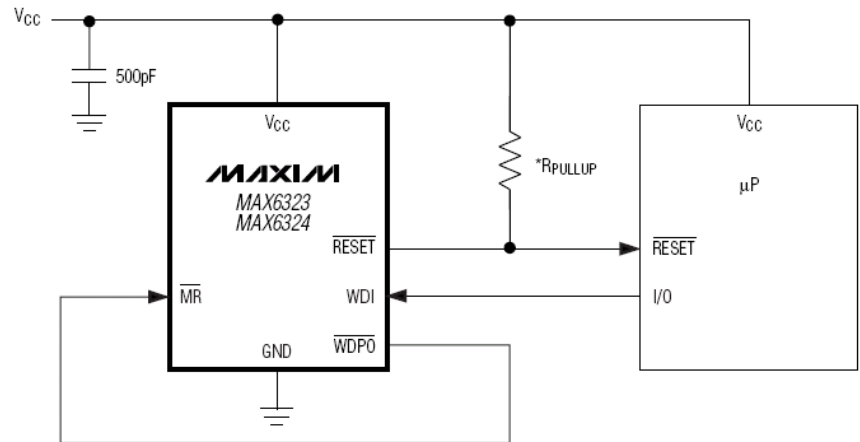 VCC
500pF
VCC
MAXIM
MAX6323
MAX6324
RESET
MR
WDI
GND
WDPO
*RPULLUP
VCC
μP
RESET
I/O